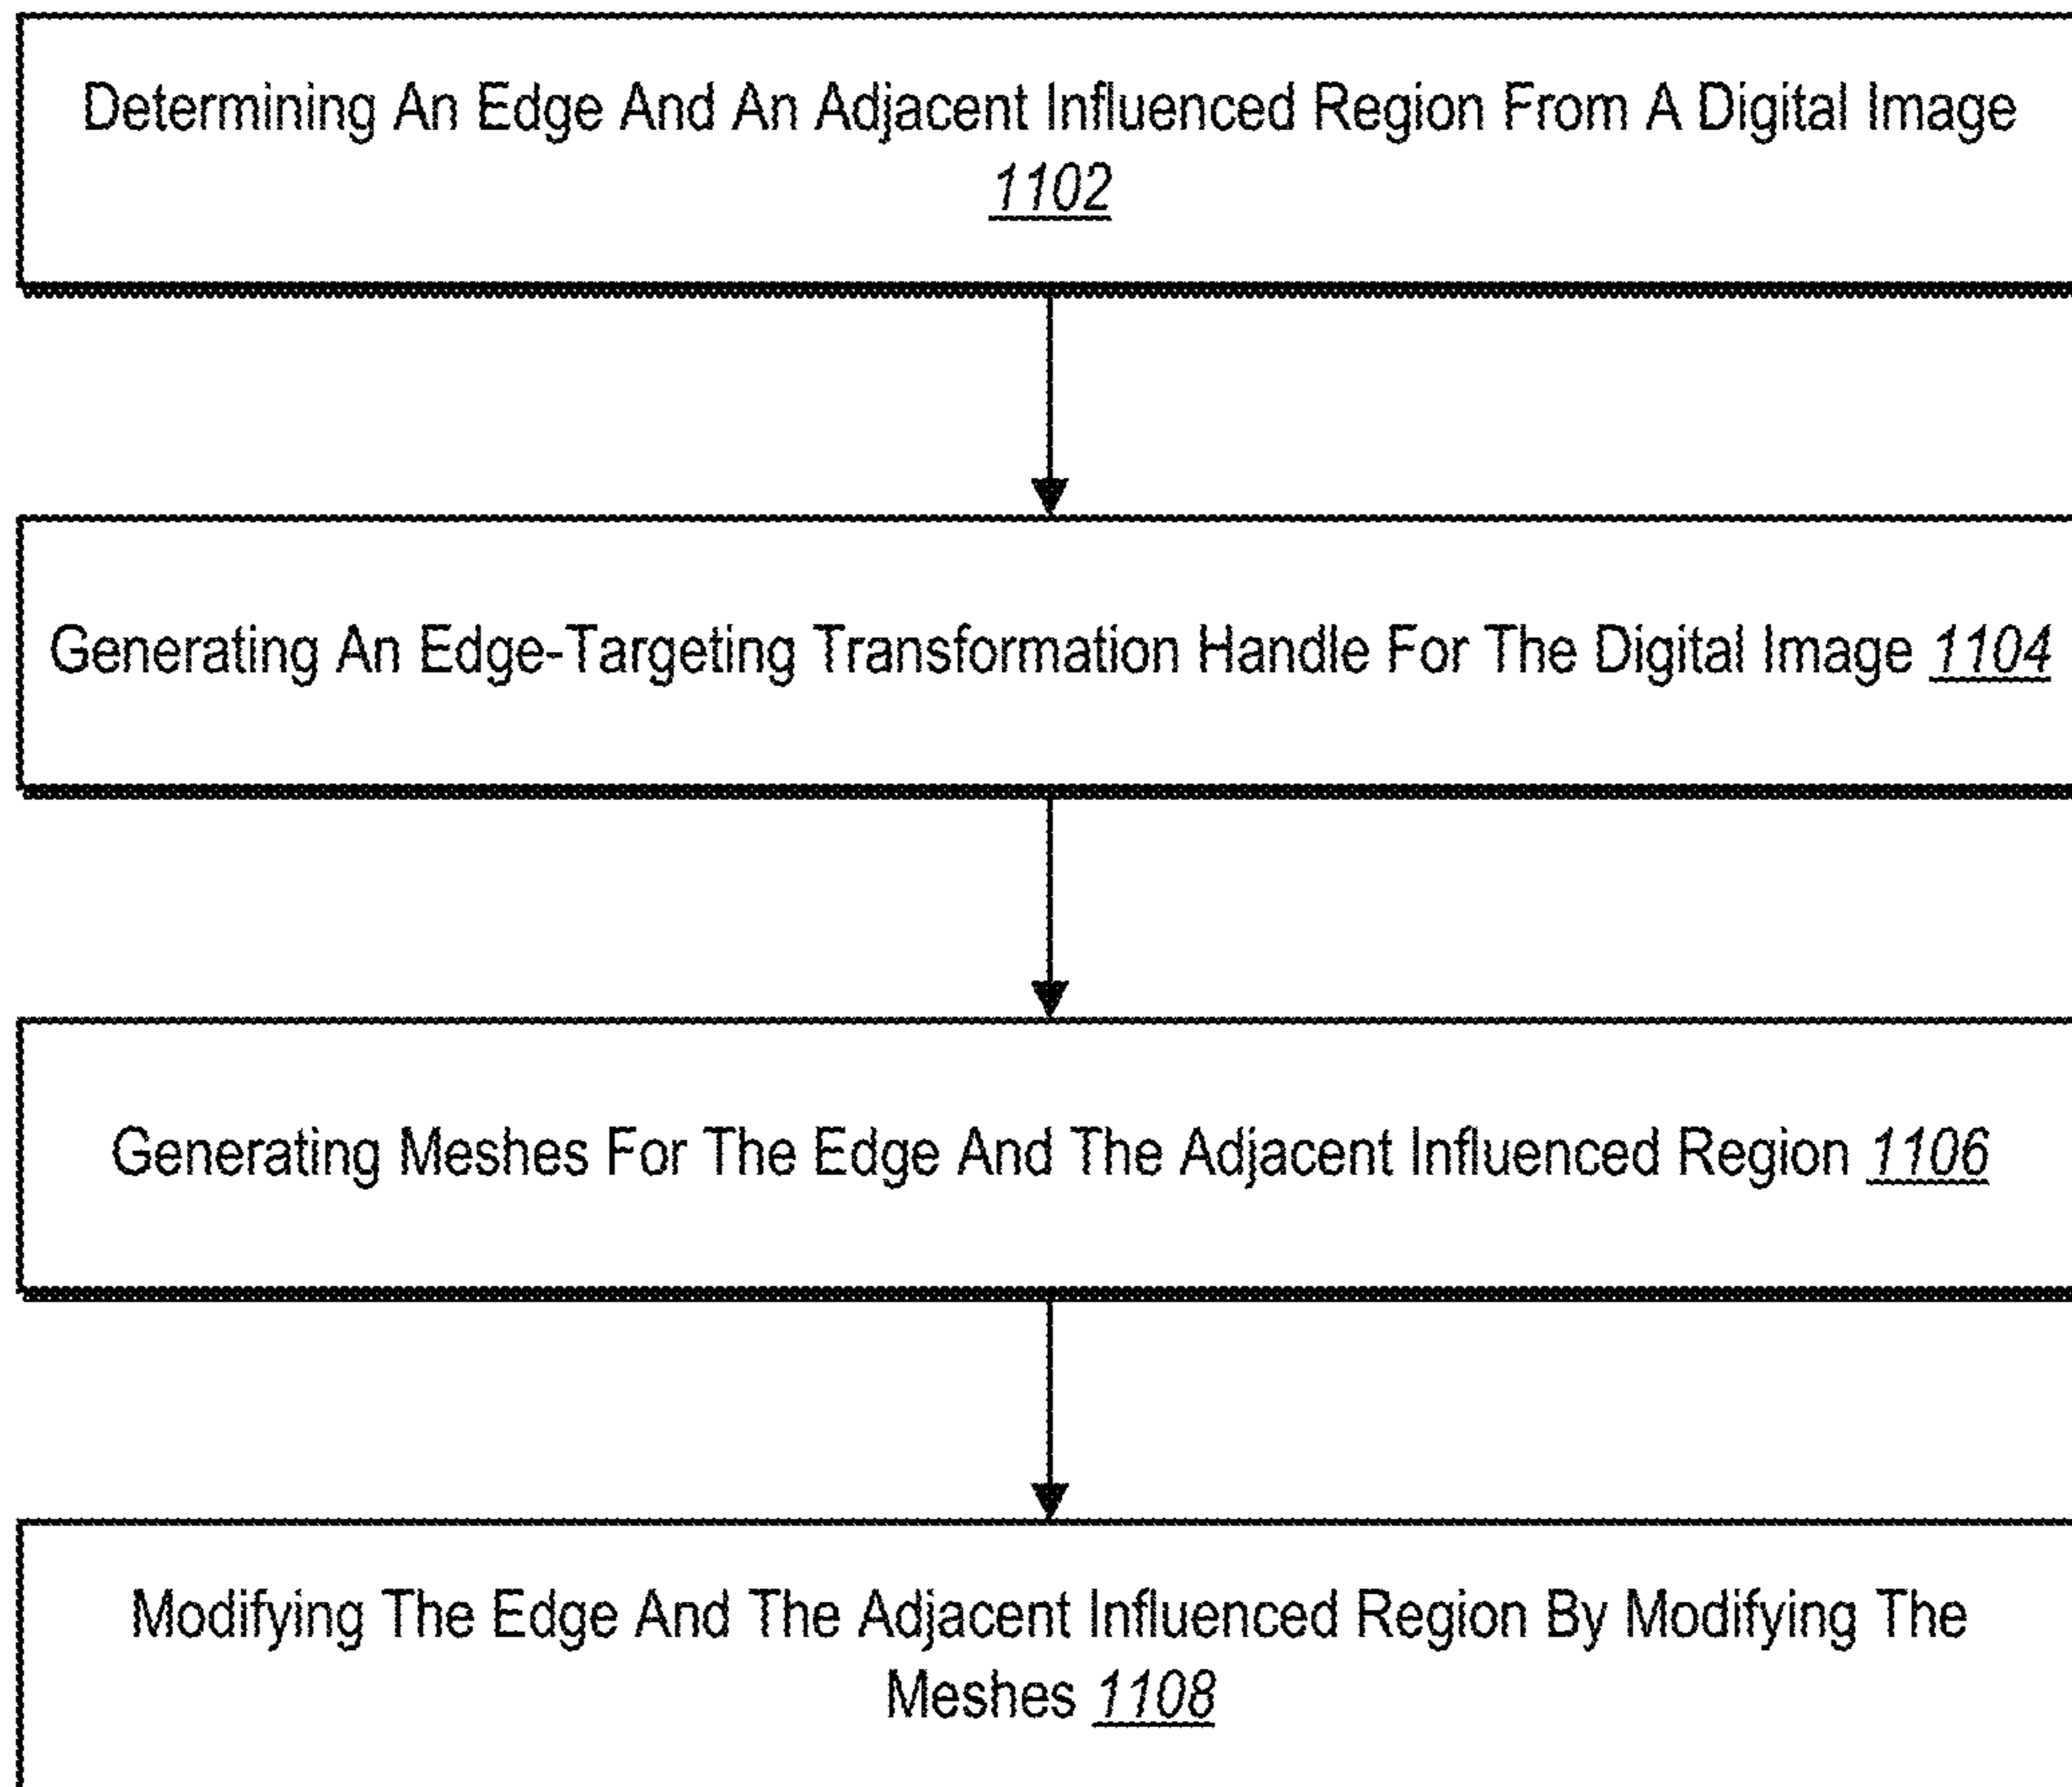 Determining An Edge And An Adjacent Influenced Region From A Digital Image
1102
Generating An Edge-Targeting Transformation Handle For The Digital Image 1104
Generating Meshes For The Edge And The Adjacent Influenced Region 1106
Modifying The Edge And The Adjacent Influenced Region By Modifying The
Meshes 1108